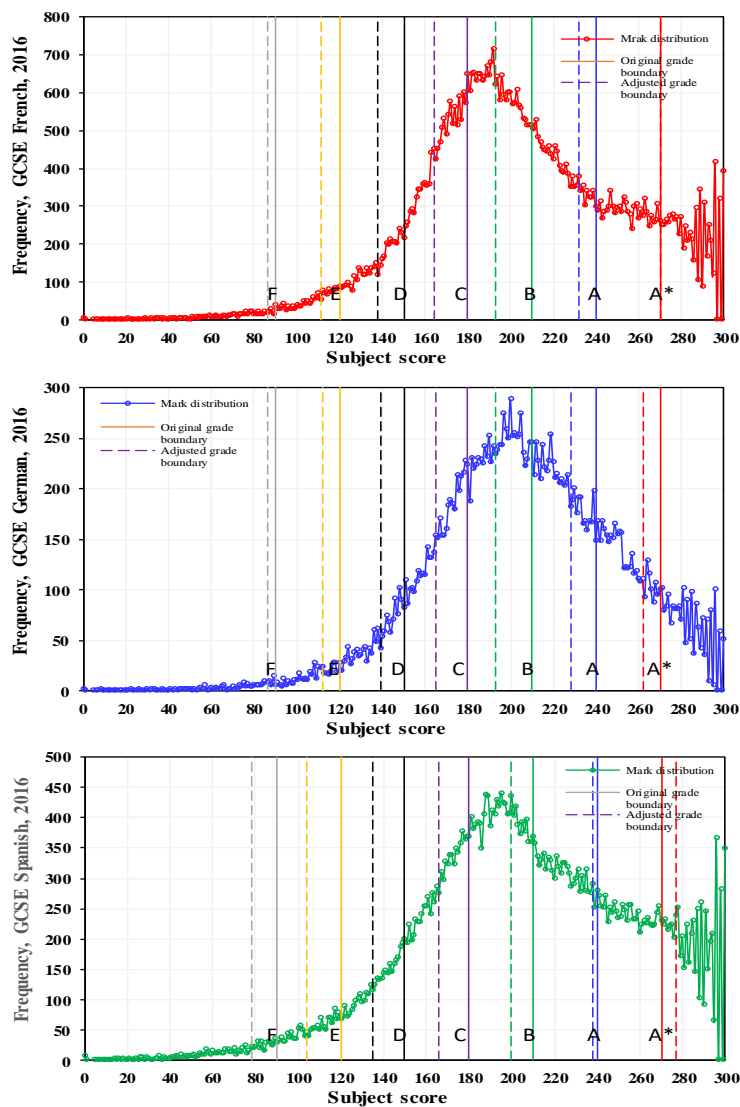 Frequency, GCSE French, 2016
800
700
600
500
400
300
200
100
0
Mrak distribution
Original grade
boundary
Adjusted grade
boundary
F E D C B A A*
0 20 40 60 80 100 120 140 160 180 200 220 240 260 280 300
Subject score
Frequency, GCSE German, 2016
300
250
200
150
100
50
0
Mark distribution
Original grade
boundary
Adjusted grade
boundary
F E D C B A A*
0 20 40 60 80 100 120 140 160 180 200 220 240 260 280 300
Subject score
Frequency, GCSE Spanish, 2016
500
450
400
350
300
250
200
150
100
50
0
Mark distribution
Original grade
boundary
Adjusted grade
boundary
F E D C B A A*
0 20 40 60 80 100 120 140 160 180 200 220 240 260 280 300
Subject score